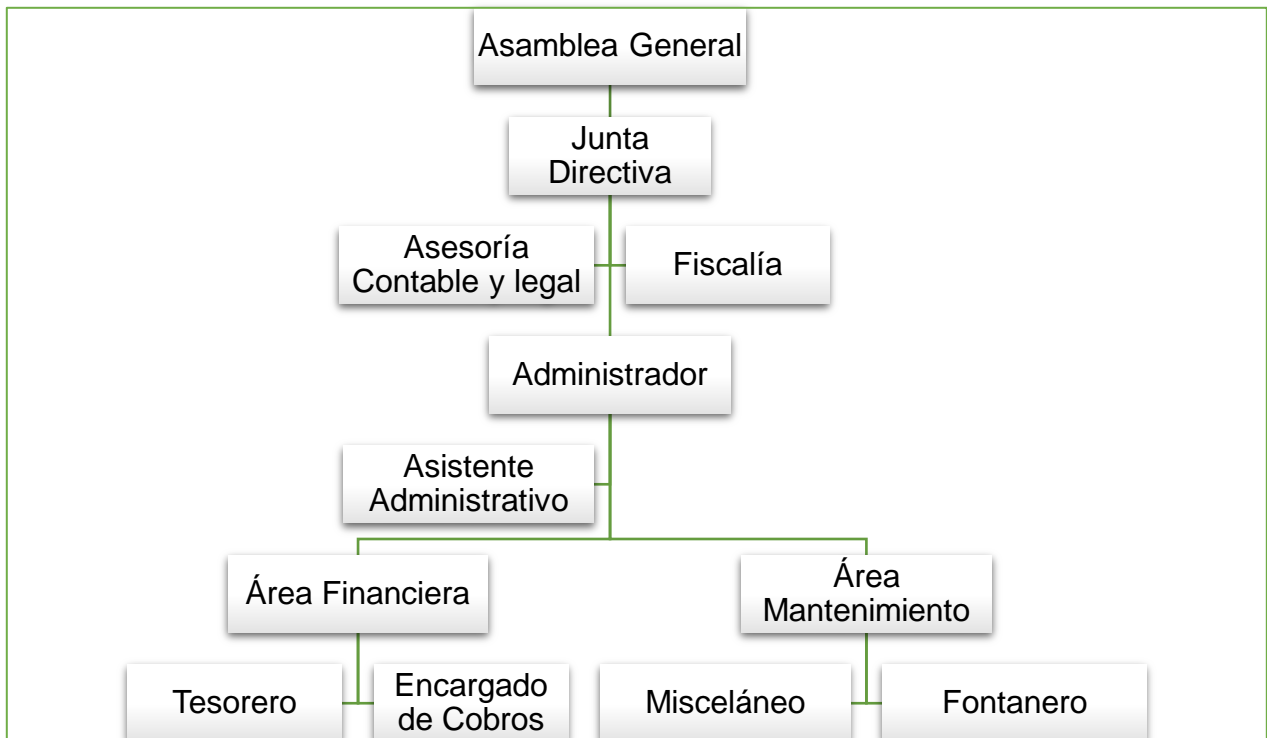 Asamblea General
Junta
Directiva
Asesoría
Contable y legal
Fiscalía
Administrador
Asistente
Administrativo
Área Financiera
Área
Mantenimiento
Tesorero
Encargado
de Cobros
Misceláneo
Fontanero